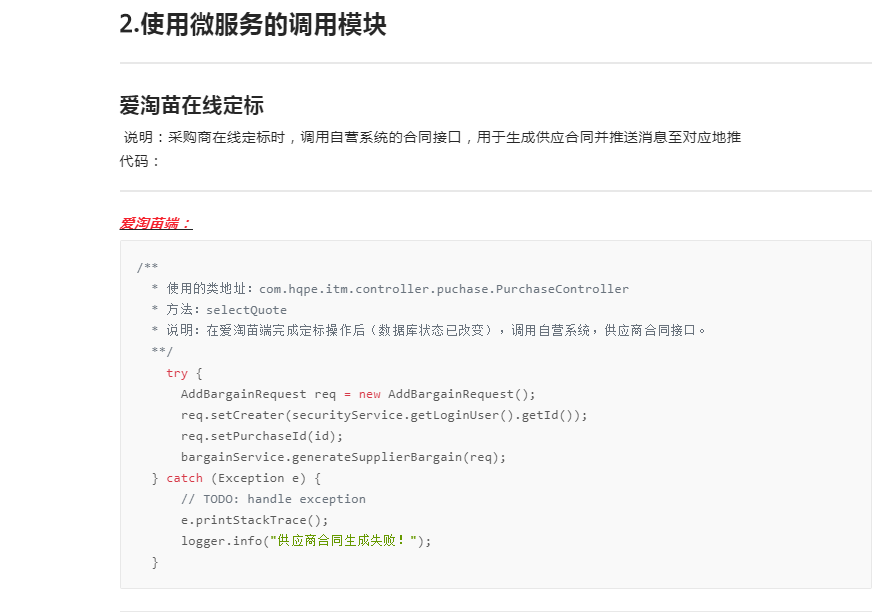 2.使用微服务的调用模块
爱淘苗在线定标
说明：采购商在线定标时，调用自营系统的合同接口，用于生成供应合同并推送消息至对应地推
代码：
爱淘苗端：
/**
* 使用的类地址：com.hqpe.itm.controller.puchase.PurchaseController
* 方法：selectQuote
* 说明：在爱淘苗端完成定标操作后（数据库状态已改变），调用自营系统，供应商合同接口。
**/
try {
AddBargainRequest req = new AddBargainRequest();
req.setCreater(securityService.getLoginUser().getId());
req.setPurchaseId(id);
bargainService.generateSupplierBargain(req);
} catch (Exception e) {
// TODO: handle exception
e.printStackTrace();
logger.info("供应商合同生成失败！");
}